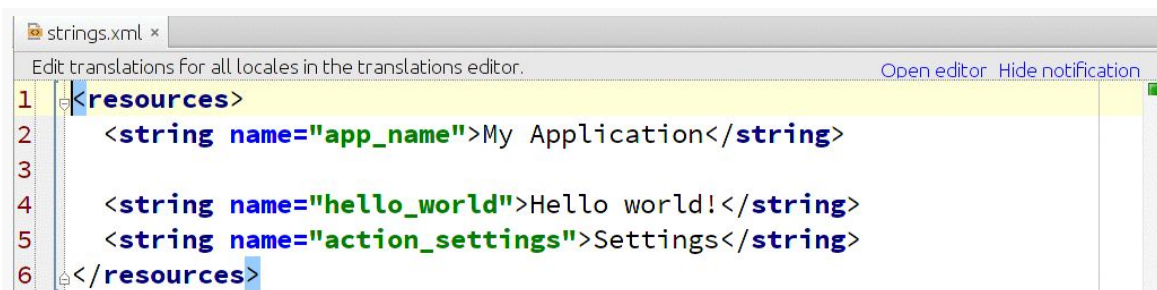 strings.xml ×
Edit translations for all locales in the translations editor. Open editor Hide notification
1 <resources>
2 <string name="app_name">My Application</string>
3
4 <string name="hello_world">Hello world!</string>
5 <string name="action_settings">Settings</string>
6 </resources>